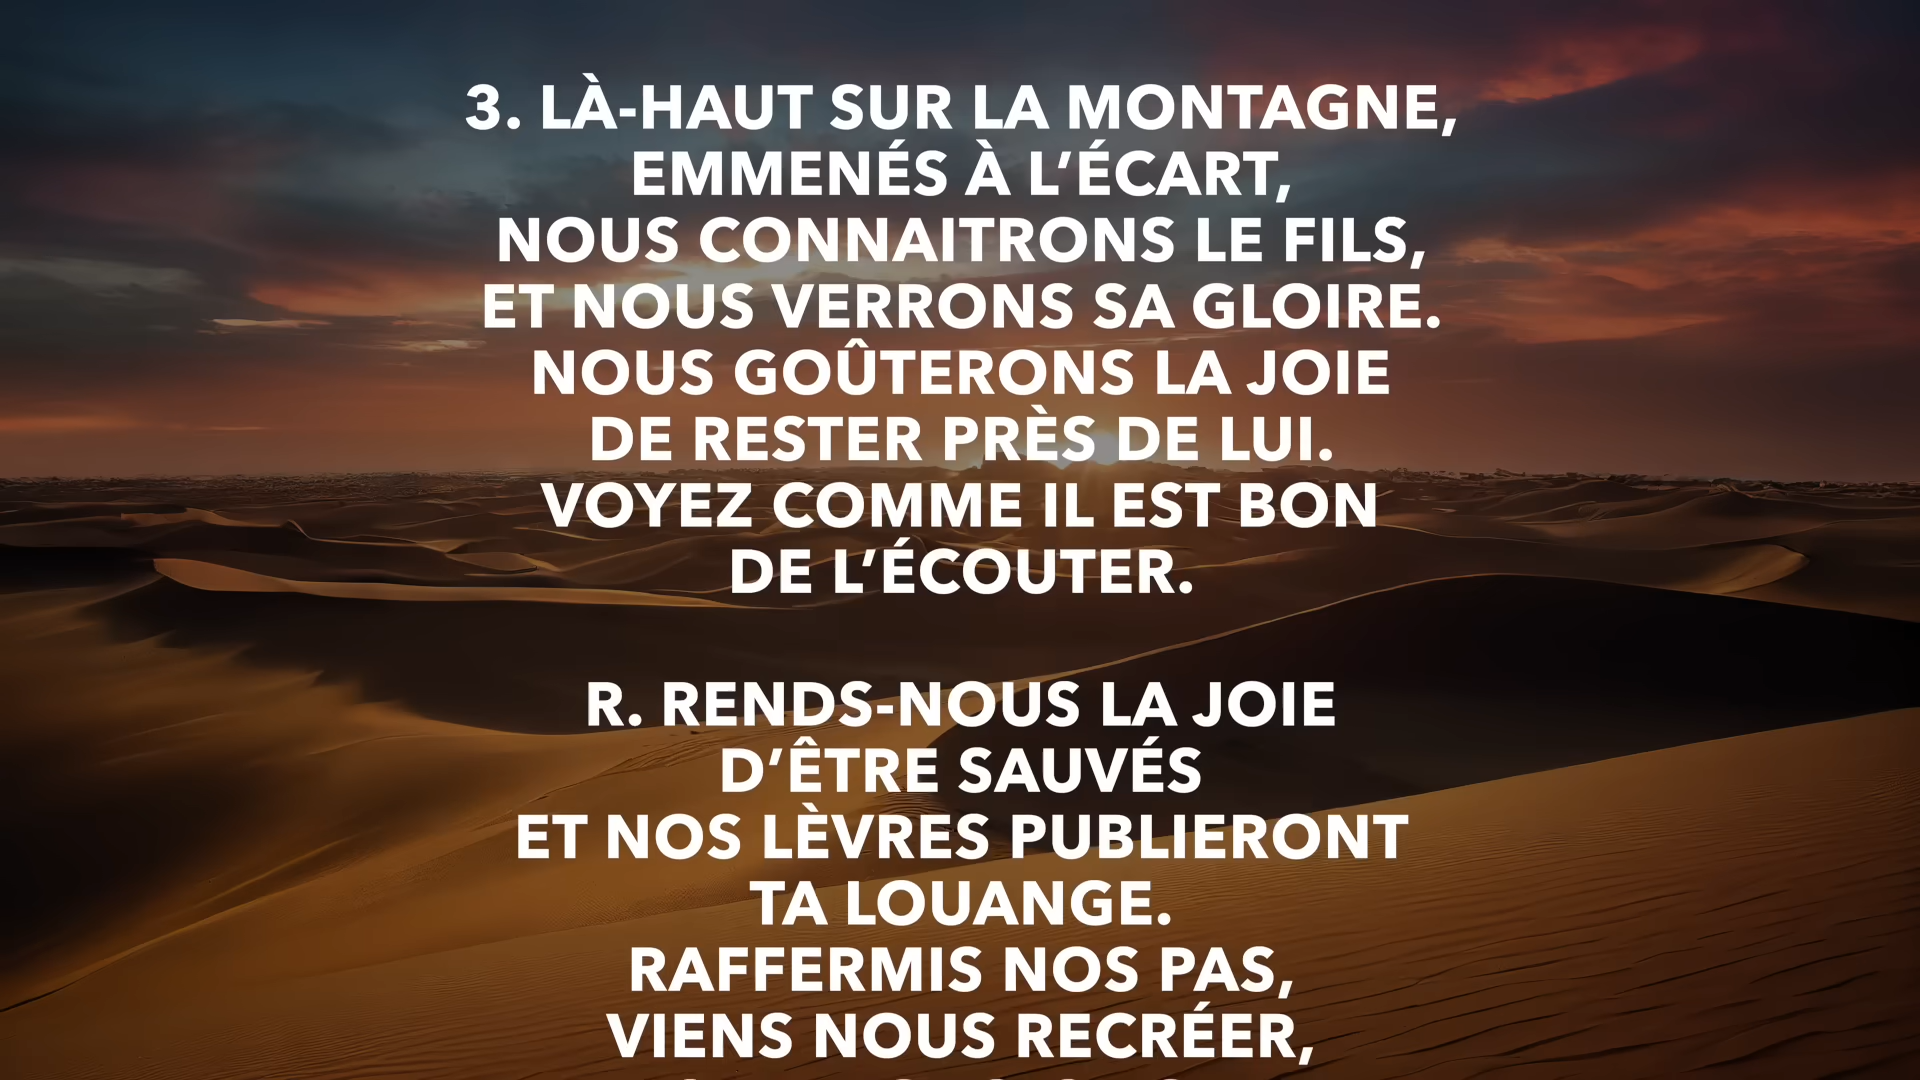 3. LÀ-HAUT SUR LA MONTAGNE,
EMMENÉS À L’ÉCART,
NOUS CONNAITRONS LE FILS,
ET NOUS VERRONS SA GLOIRE.
NOUS GOÛTERONS LA JOIE
DE RESTER PRÈS DE LUI.
VOYEZ COMME IL EST BON
DE L’ÉCOUTER.
R. RENDS-NOUS LA JOIE
D’ÊTRE SAUVÉS
ET NOS LÈVRES PUBLIERONT
TA LOUANGE.
RAFFERMIS NOS PAS,
VIENS NOUS RECRÉER,